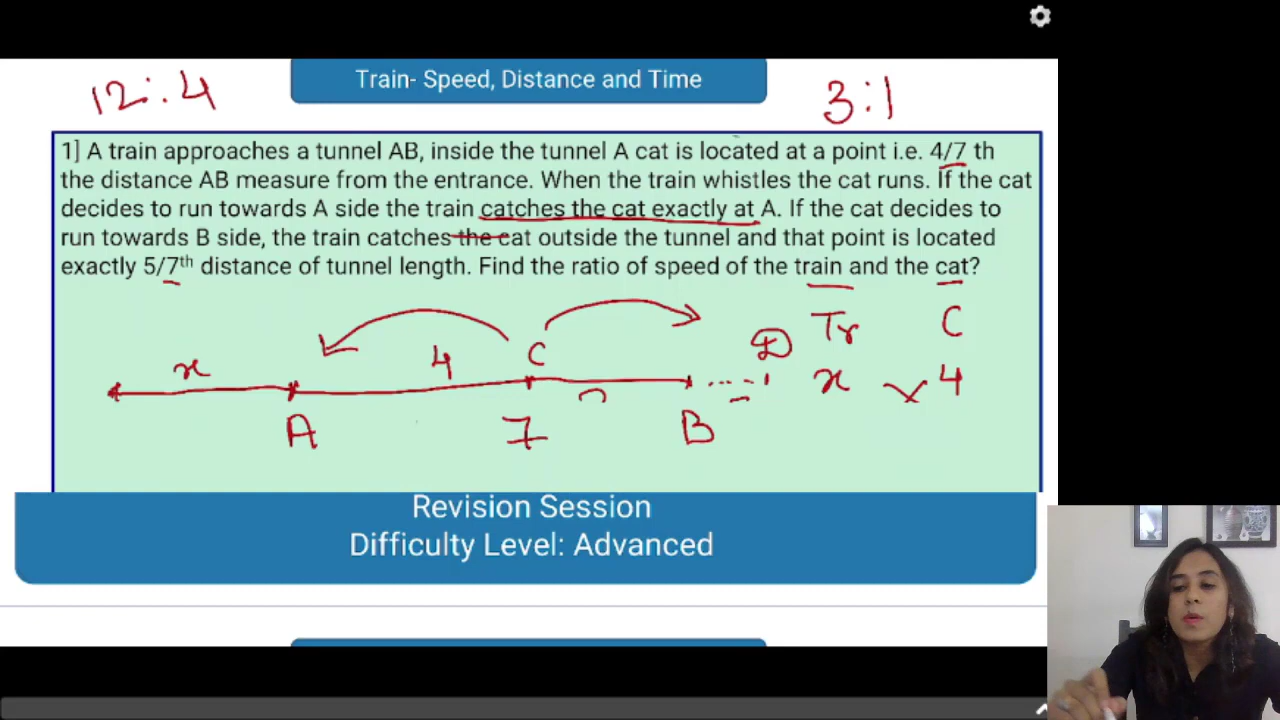 Train- Speed, Distance and Time
12:4
3:1
1] A train approaches a tunnel AB, inside the tunnel A cat is located at a point i.e. 4/7 th
the distance AB measure from the entrance. When the train whistles the cat runs. If the cat
decides to run towards A side the train catches the cat exactly at A. If the cat decides to
run towards B side, the train catches the cat outside the tunnel and that point is located
exactly 5/7th distance of tunnel length. Find the ratio of speed of the train and the cat?
x 4 C D Tr C
x 4
A 7 B
Revision Session
Difficulty Level: Advanced